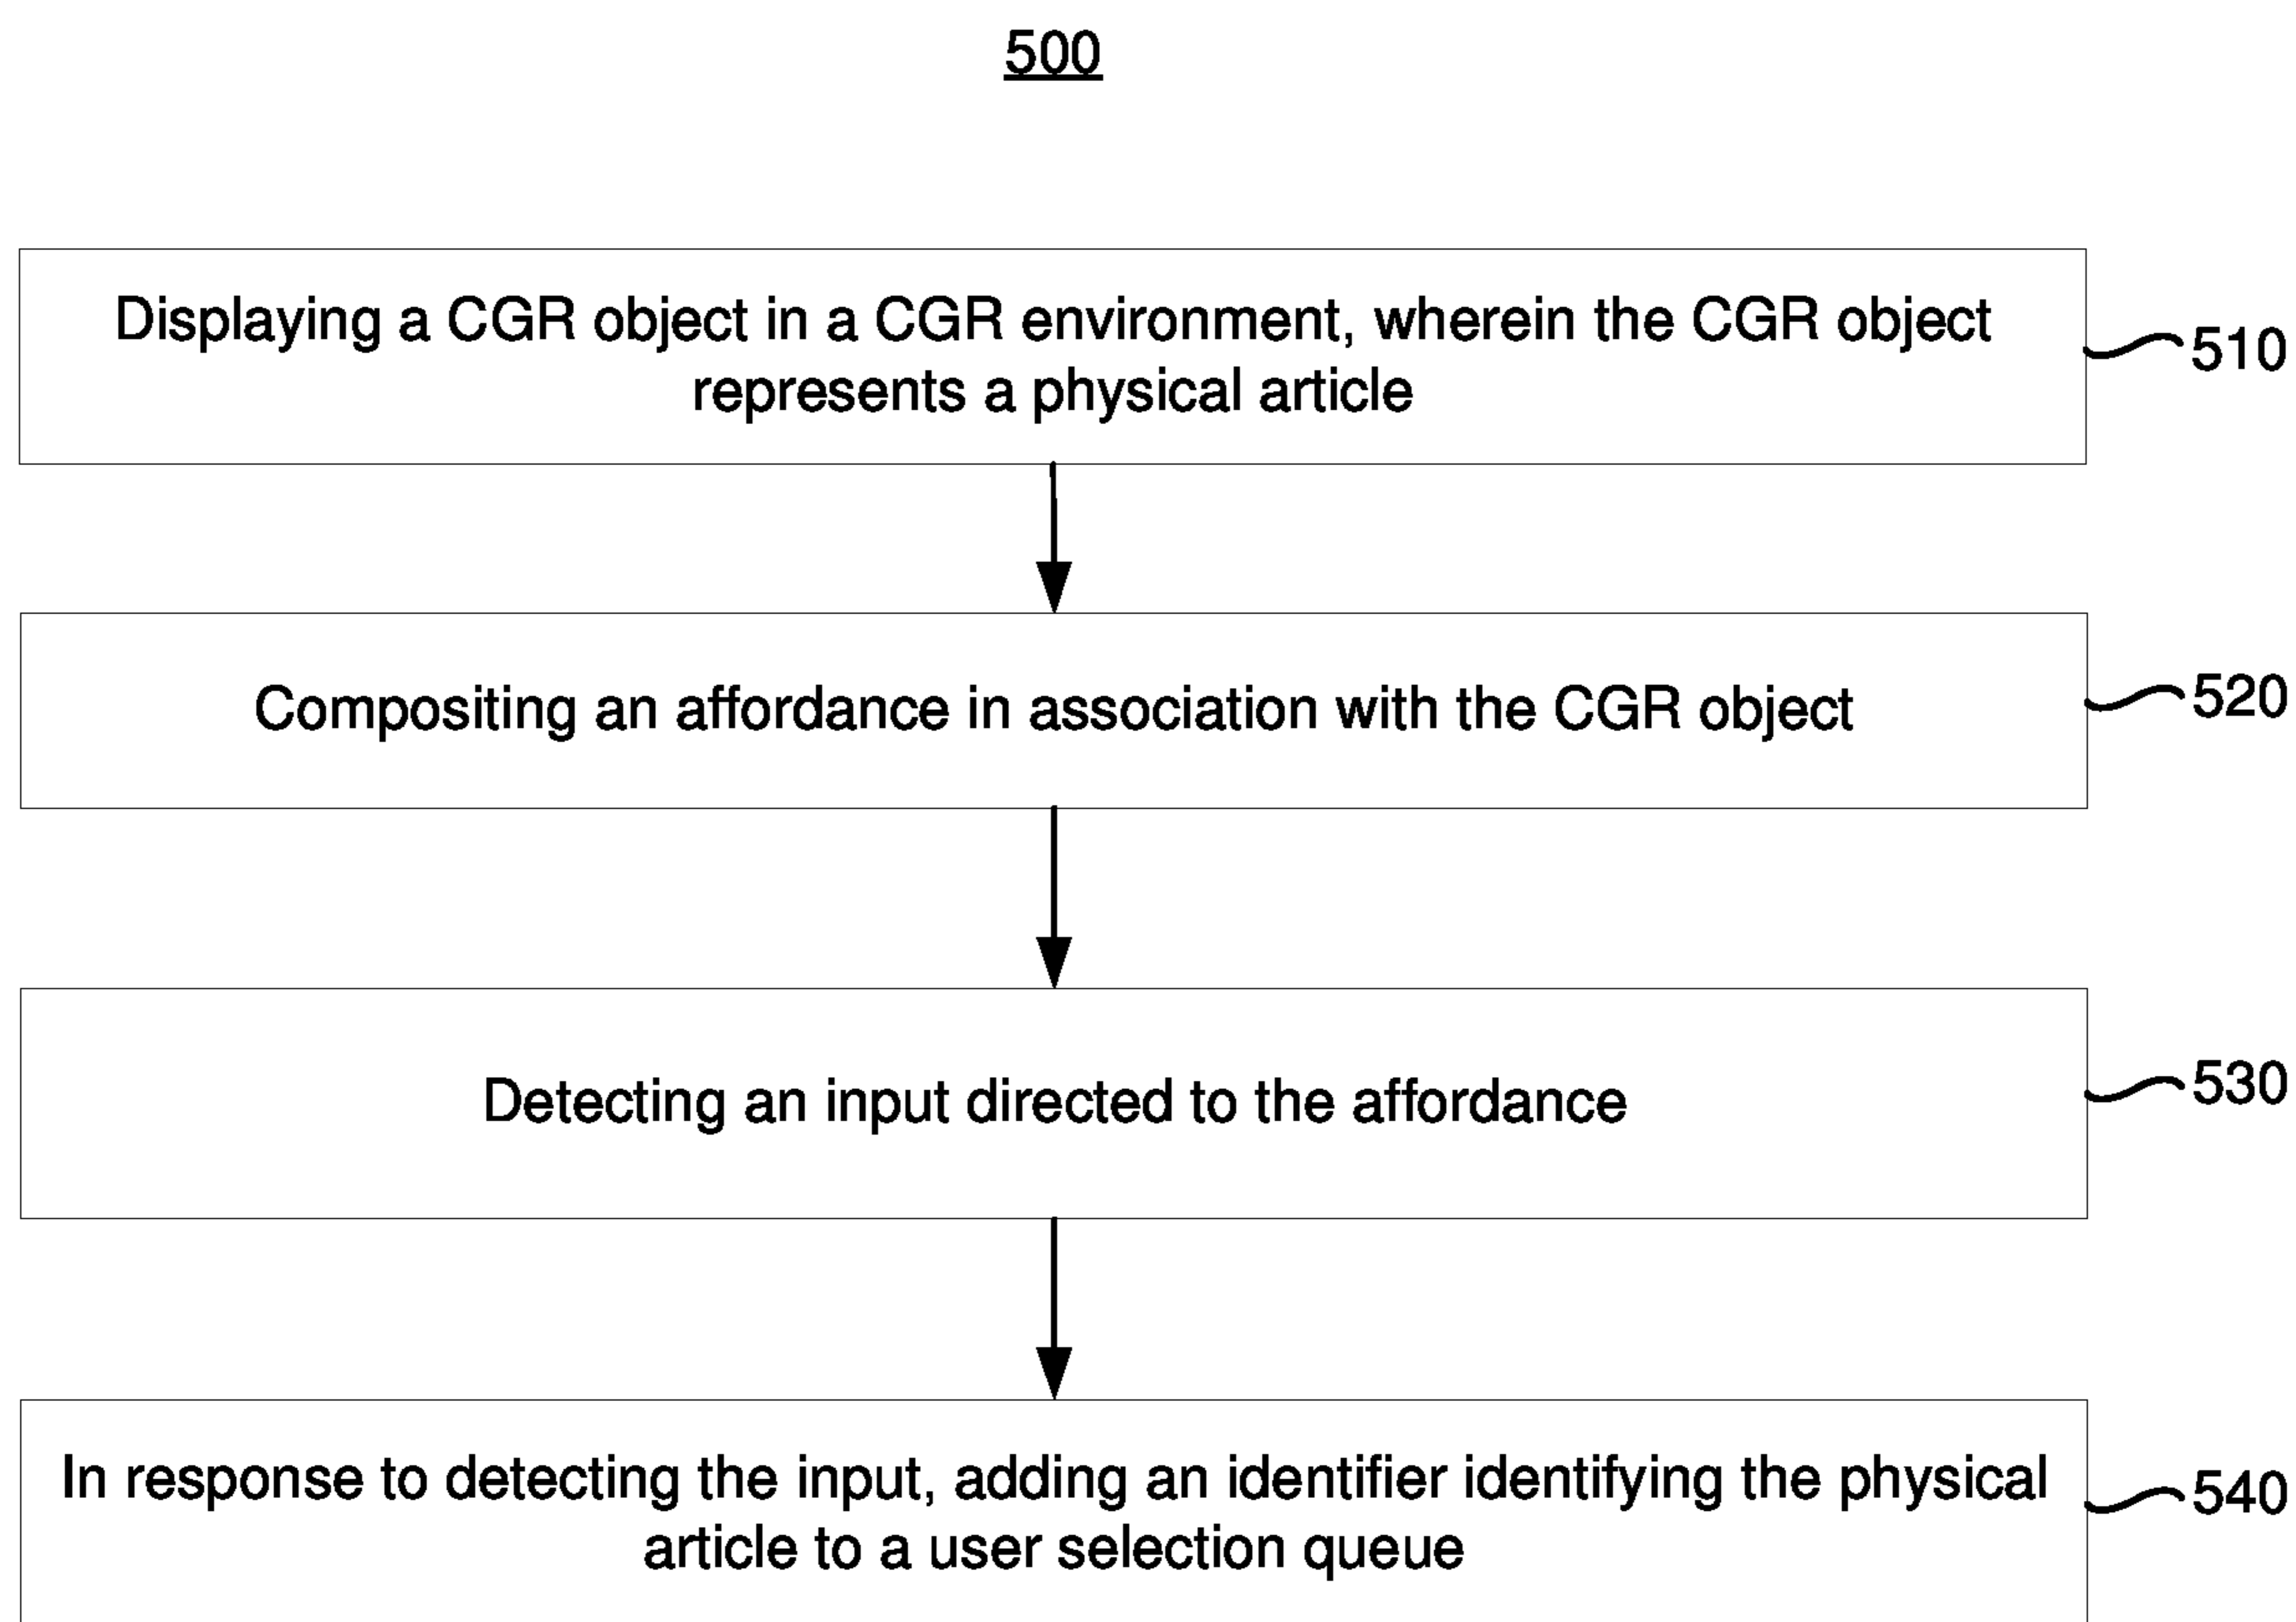 500
Displaying a CGR object in a CGR environment, wherein the CGR object
represents a physical article
510
Compositing an affordance in association with the CGR object
520
Detecting an input directed to the affordance
530
In response to detecting the input, adding an identifier identifying the physical
article to a user selection queue
540